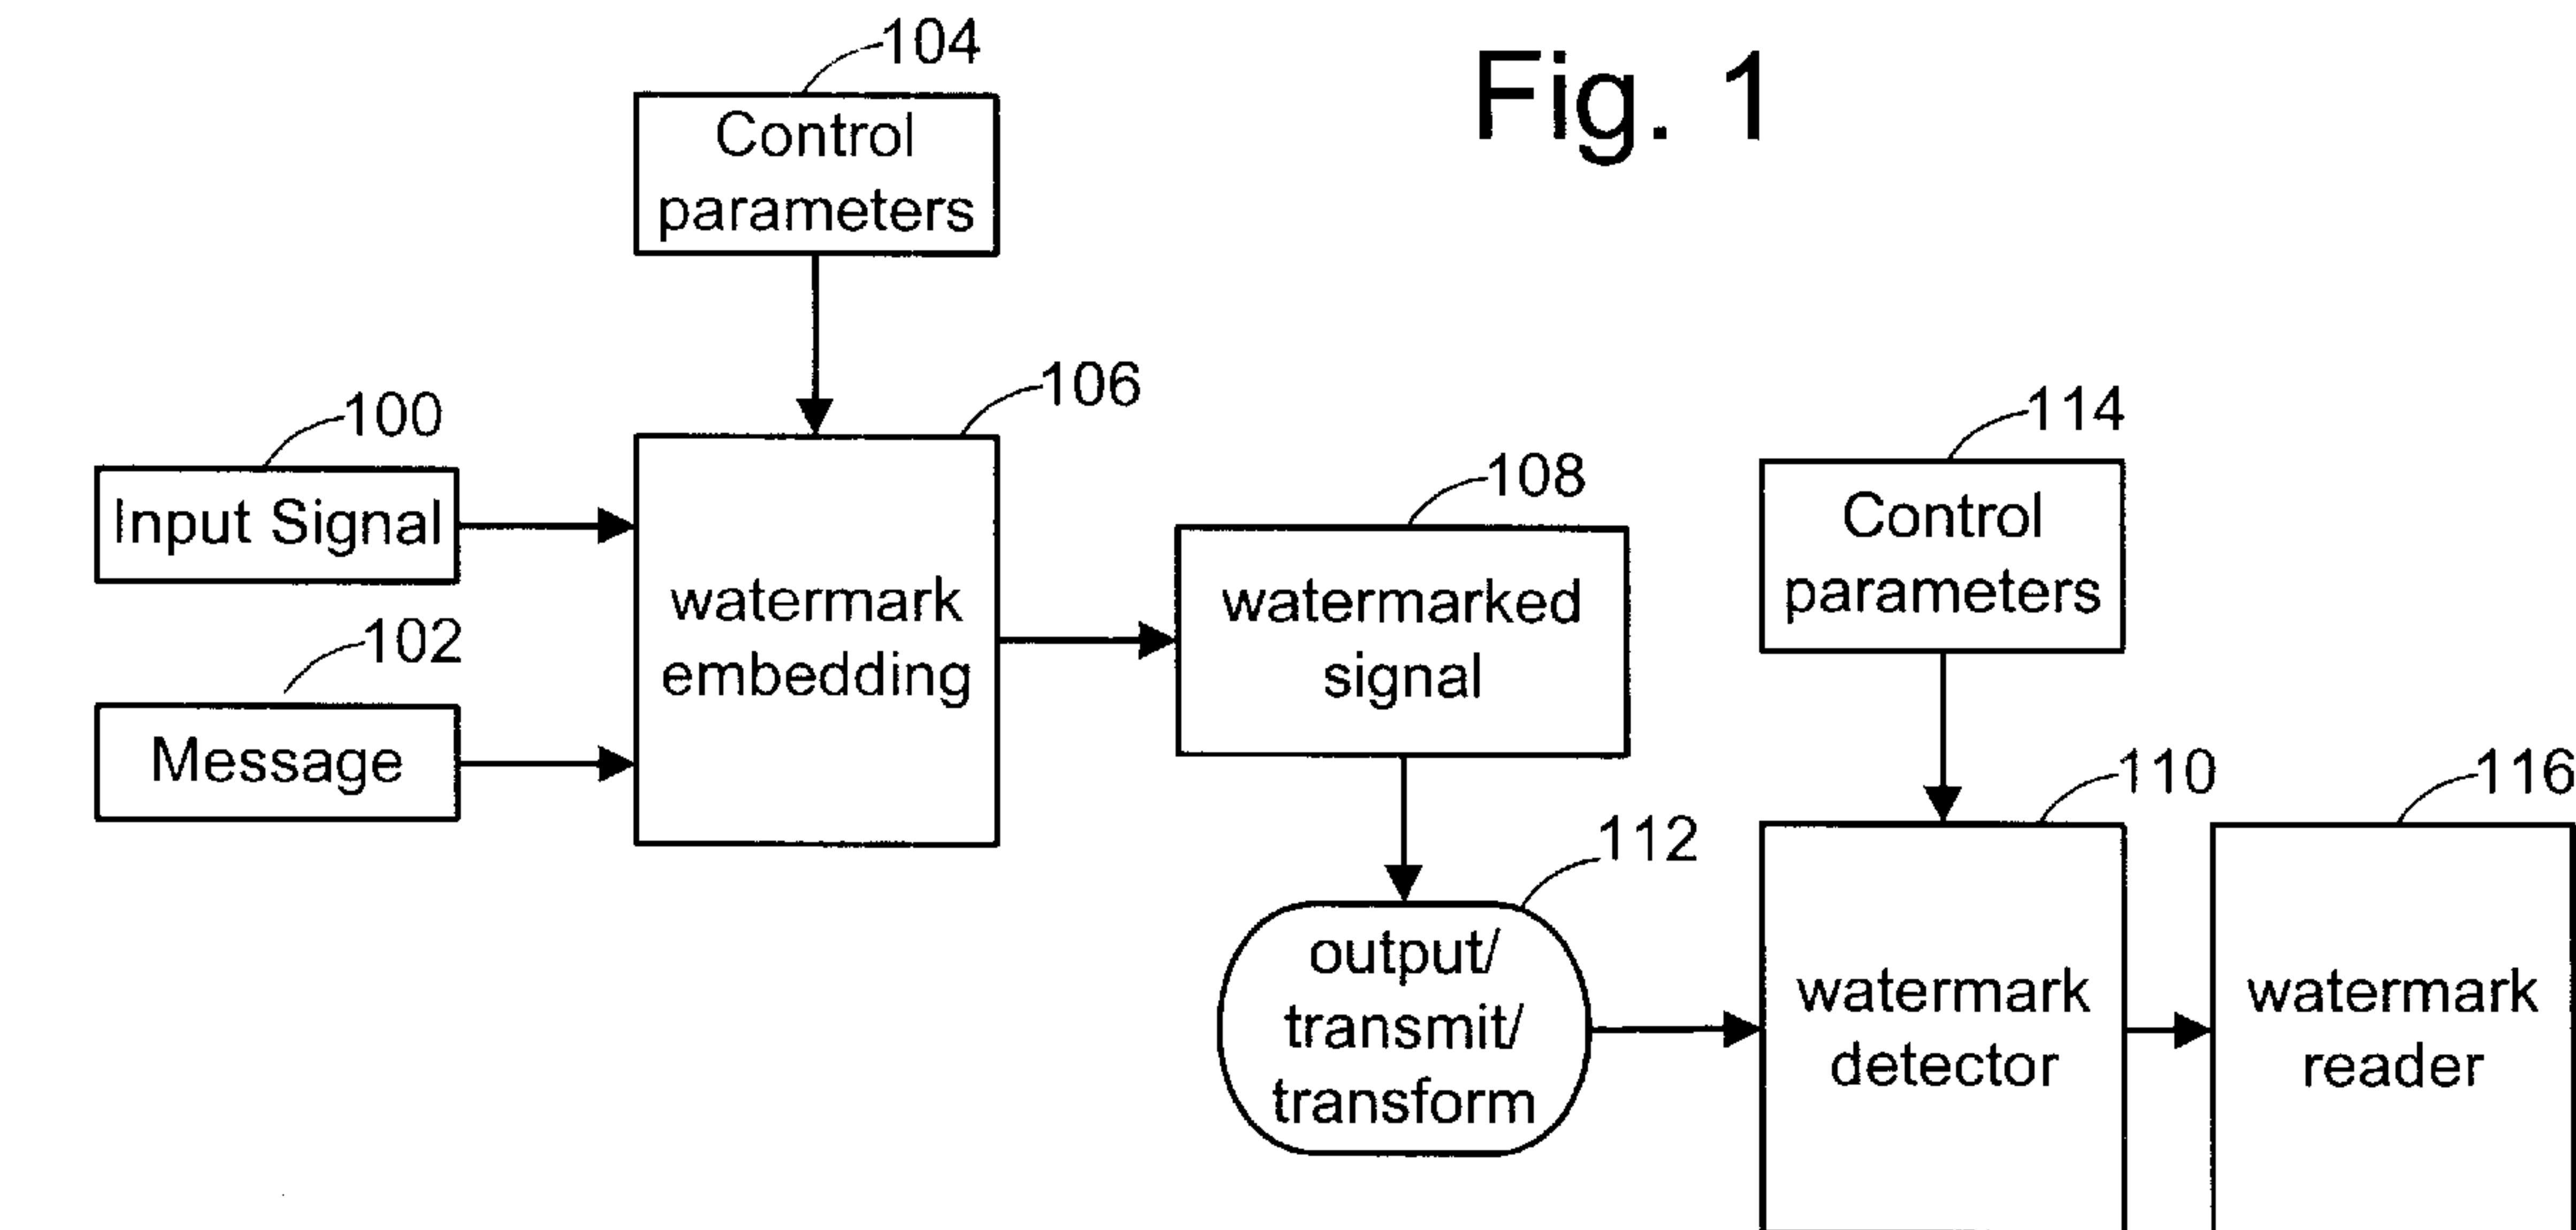 104
Fig. 1
Control
parameters
106
100
114
Input Signal
108
Control
parameters
watermark
embedding
watermarked
signal
102
Message
110
116
112
output/
transmit/
transform
watermark
detector
watermark
reader